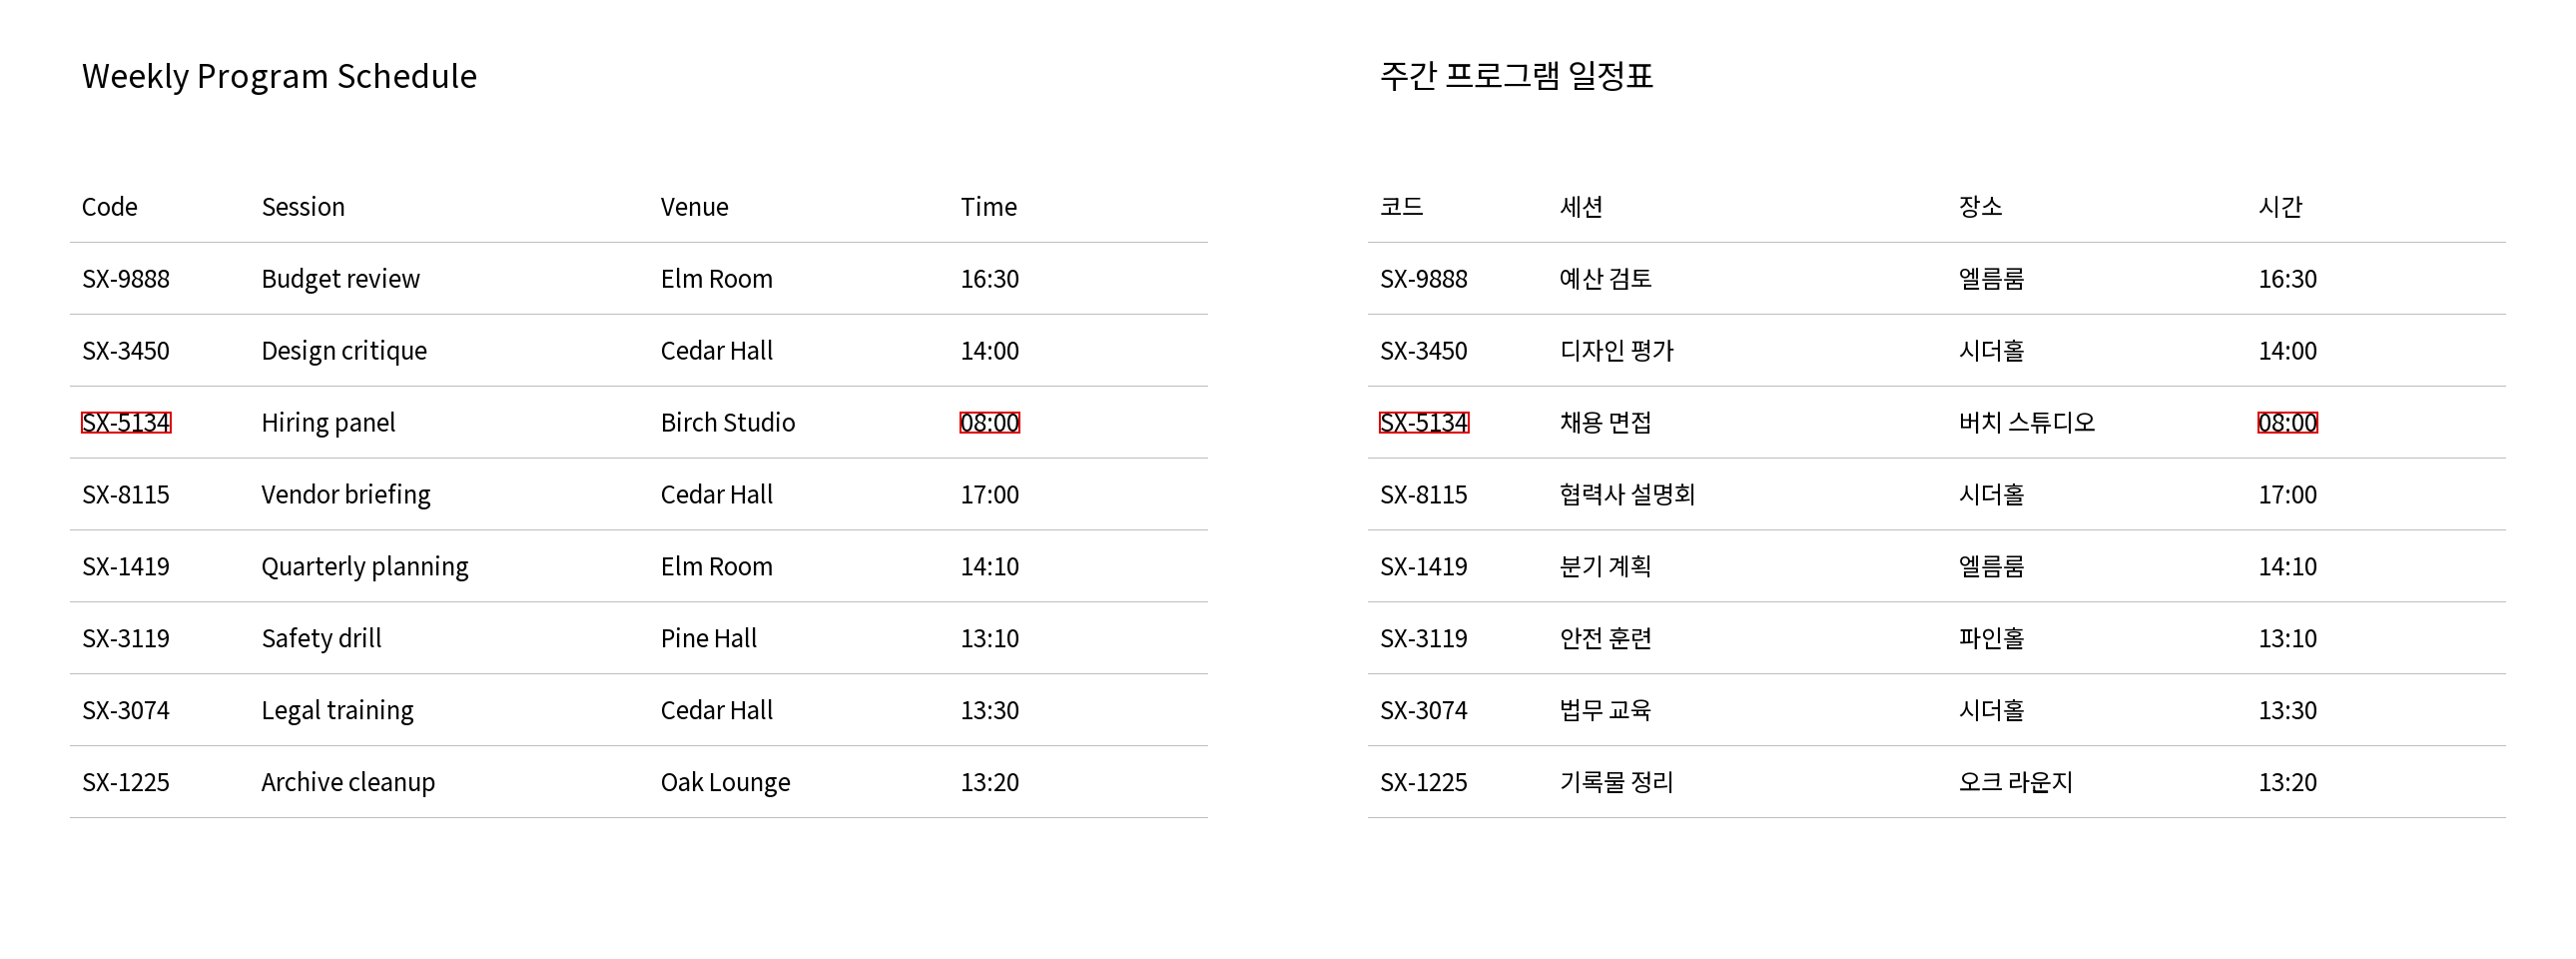 Weekly Program Schedule
Code Session Venue Time
SX-9888 Budget review Elm Room 16:30
SX-3450 Design critique Cedar Hall 14:00
SX-5134 Hiring panel Birch Studio 08:00
SX-8115 Vendor briefing Cedar Hall 17:00
SX-1419 Quarterly planning Elm Room 14:10
SX-3119 Safety drill Pine Hall 13:10
SX-3074 Legal training Cedar Hall 13:30
SX-1225 Archive cleanup Oak Lounge 13:20
주간 프로그램 일정표
코드 세션 장소 시간
SX-9888 예산 검토 엘름룸 16:30
SX-3450 디자인 평가 시더홀 14:00
SX-5134 채용 면접 버치 스튜디오 08:00
SX-8115 협력사 설명회 시더홀 17:00
SX-1419 분기 계획 엘름룸 14:10
SX-3119 안전 훈련 파인홀 13:10
SX-3074 법무 교육 시더홀 13:30
SX-1225 기록물 정리 오크 라운지 13:20